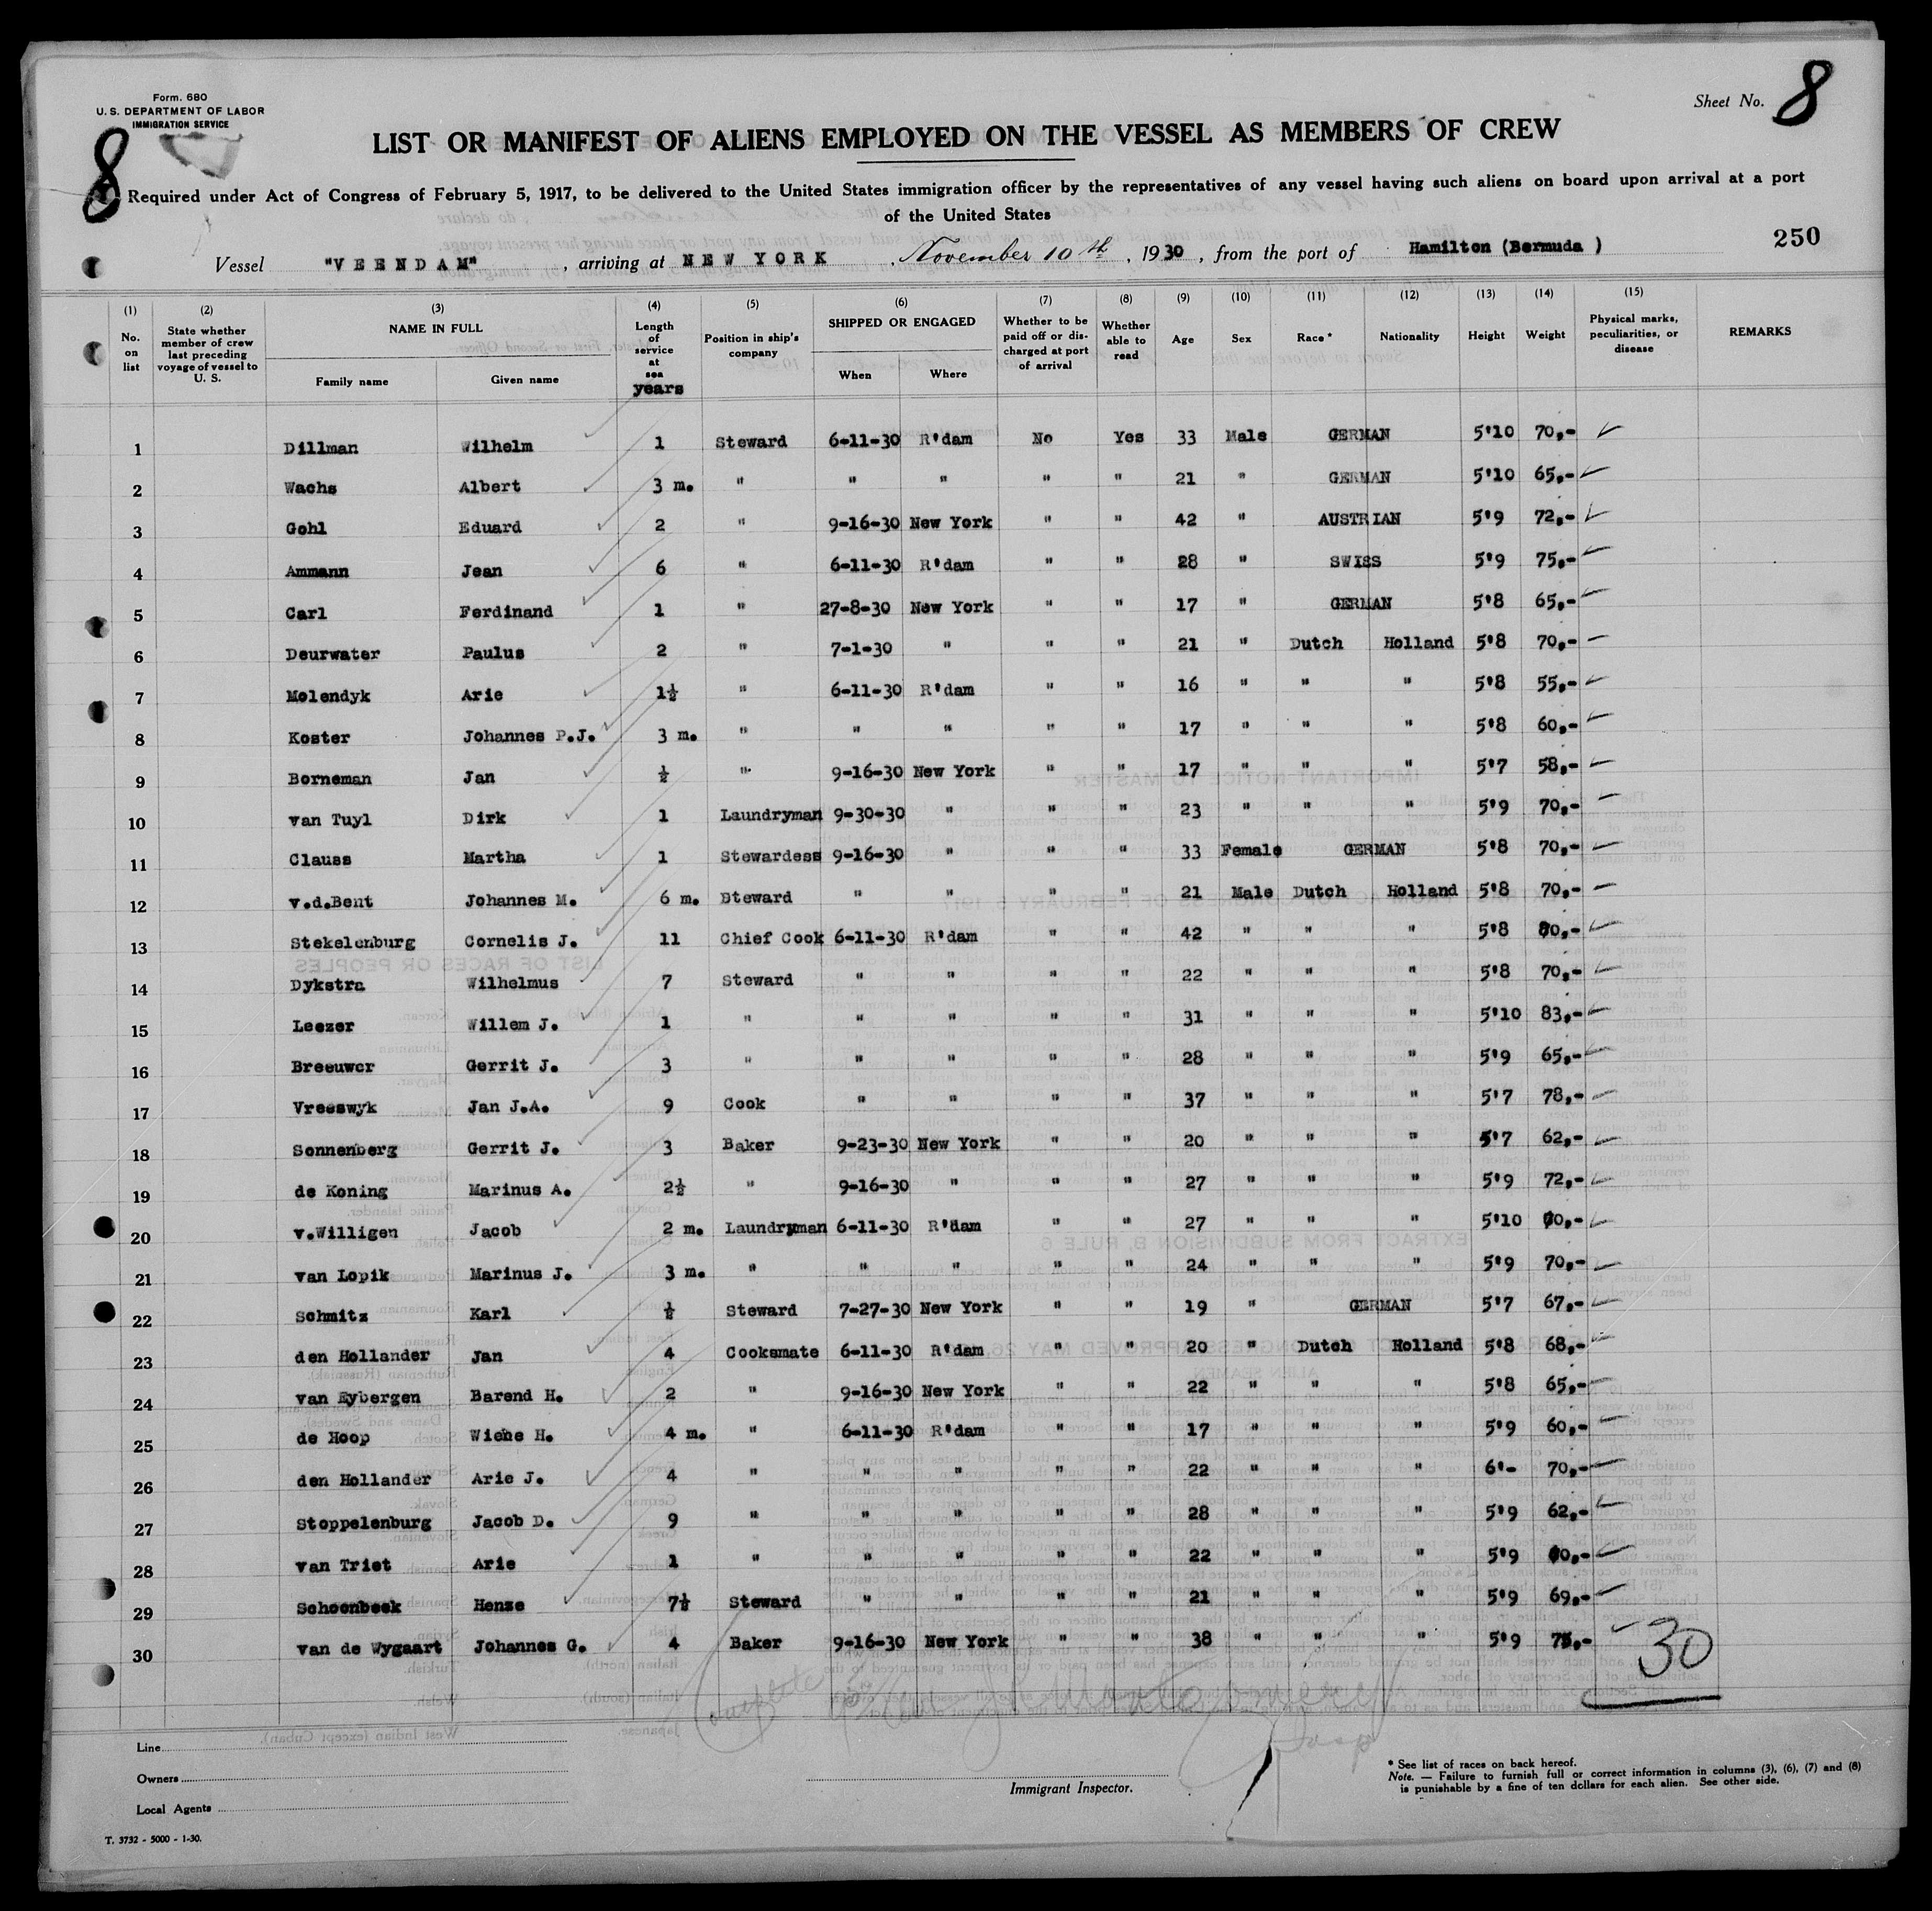 Form. 680
U. S. DEPARTMENT OF LABOR
IMMIGRATION SERVICE
8
Sheet No. 8
LIST OR MANIFEST OF ALIENS EMPLOYED ON THE VESSEL AS MEMBERS OF CREW
Required under Act of Congress of February 5, 1917, to be delivered to the United States immigration officer by the representatives of any vessel having such aliens on board upon arrival at a port
of the United States
250
Vessel "VEENDAM" , arriving at NEW YORK , November 10th , 1930 , from the port of Hamilton (Bermuda )
(1) No. on list (2) State whether member of crew last preceding voyage of vessel to U. S. (3) NAME IN FULL Family name Given name (4) Length of service at sea years (5) Position in ship's company (6) SHIPPED OR ENGAGED When Where (7) Whether to be paid off or discharged at port of arrival (8) Whether able to read (9) Age (10) Sex (11) Race * (12) Nationality (13) Height (14) Weight (15) Physical marks, peculiarities, or disease REMARKS
1 Dillman Wilhelm 1 Steward 6-11-30 R'dam No Yes 33 Male GERMAN 5'10 70,-
2 Wachs Albert 3 m. " " " " " 21 " GERMAN 5'10 65,-
3 Gohl Eduard 2 " 9-16-30 New York " " 42 " AUSTRIAN 5'9 72,-
4 Ammann Jean 6 " 6-11-30 R'dam " " 28 " SWISS 5'9 75,-
5 Carl Ferdinand 1 " 27-8-30 New York " " 17 " GERMAN 5'8 65,-
6 Deurwater Paulus 2 " 7-1-30 " " " 21 " Dutch Holland 5'8 70,-
7 Molendyk Arie 1½ " 6-11-30 R'dam " " 16 " " " 5'8 55,-
8 Koster Johannes P.J. 3 m. " " " " " 17 " " " 5'8 60,-
9 Borneman Jan ½ " 9-16-30 New York " " 17 " " " 5'7 58,-
10 van Tuyl Dirk 1 Laundryman 9-30-30 " " " 23 " " " 5'9 70,-
11 Clauss Martha 1 Stewardess 9-16-30 " " " 33 Female GERMAN 5'8 70,-
12 v.d.Bent Johannes M. 6 m. Dteward " " " " 21 Male Dutch Holland 5'8 70,-
13 Stekelenburg Cornelis J. 11 Chief Cook 6-11-30 R'dam " " 42 " " " 5'8 80,-
14 Dykstra Wilhelmus 7 Steward " " " " 22 " " " 5'8 70,-
15 Leezer Willem J. 1 " " " " " 31 " " " 5'10 83,-
16 Breeuwer Gerrit J. 3 " " " " " 28 " " " 5'9 65,-
17 Vreeswyk Jan J.A. 9 Cook " " " " 37 " " " 5'7 78,-
18 Sonnenberg Gerrit J. 3 Baker 9-23-30 New York " " 20 " " " 5'7 62,-
19 de Koning Marinus A. 2½ " 9-16-30 " " " 27 " " " 5'9 72,-
20 v.Willigen Jacob 2 m. Laundryman 6-11-30 R'dam " " 27 " " " 5'10
21 van Lopik Marinus J. 3 m. " " " " " 24 " " " 5'9 70,-
22 Schmitz Karl ½ Steward 7-27-30 New York " " 19 " GERMAN 5'7 67,-
23 den Hollander Jan 4 Cooksmate 6-11-30 R'dam " " 20 " Dutch Holland 5'8 68,-
24 van Eybergen Barend H. 2 " 9-16-30 New York " " 22 " " " 5'8 65,-
25 de Hoop Wiehe H. 4 m. " 6-11-30 R'dam " " 17 " " " 5'9 60,-
26 den Hollander Arie J. 4 " " " " " 22 " " " 6'- 70,-
27 Stoppelenburg Jacob D. 9 " " " " " 28 " " " 5'9 62,-
28 van Triet Arie 1 " " " " " 22 " " " 5'9
29 Schoonbeek Henze 7½ Steward " " " " 21 " " " 5'9 69,-
30 van de Wygaart Johannes G. 4 Baker 9-16-30 New York " " 38 " " " 5'9 75,-
30
Complete
Line
Owners
Local Agents
Immigrant Inspector.
* See list of races on back hereof.
Note. — Failure to furnish full or correct information in columns (3), (6), (7) and (8)
is punishable by a fine of ten dollars for each alien. See other side.
T. 3732 - 5000 - 1-30.